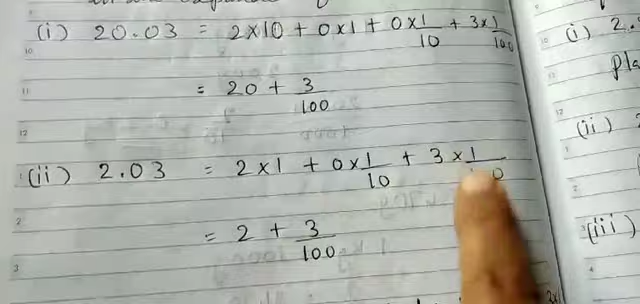 (i) 20.03 = 2×10 + 0×1 + 0×1/10 + 3×1/100
= 20 + 3/100
(ii) 2.03 = 2×1 + 0×1/10 + 3×1/
= 2 + 3/100
(i) 2.
pla
(ii)
(iii)